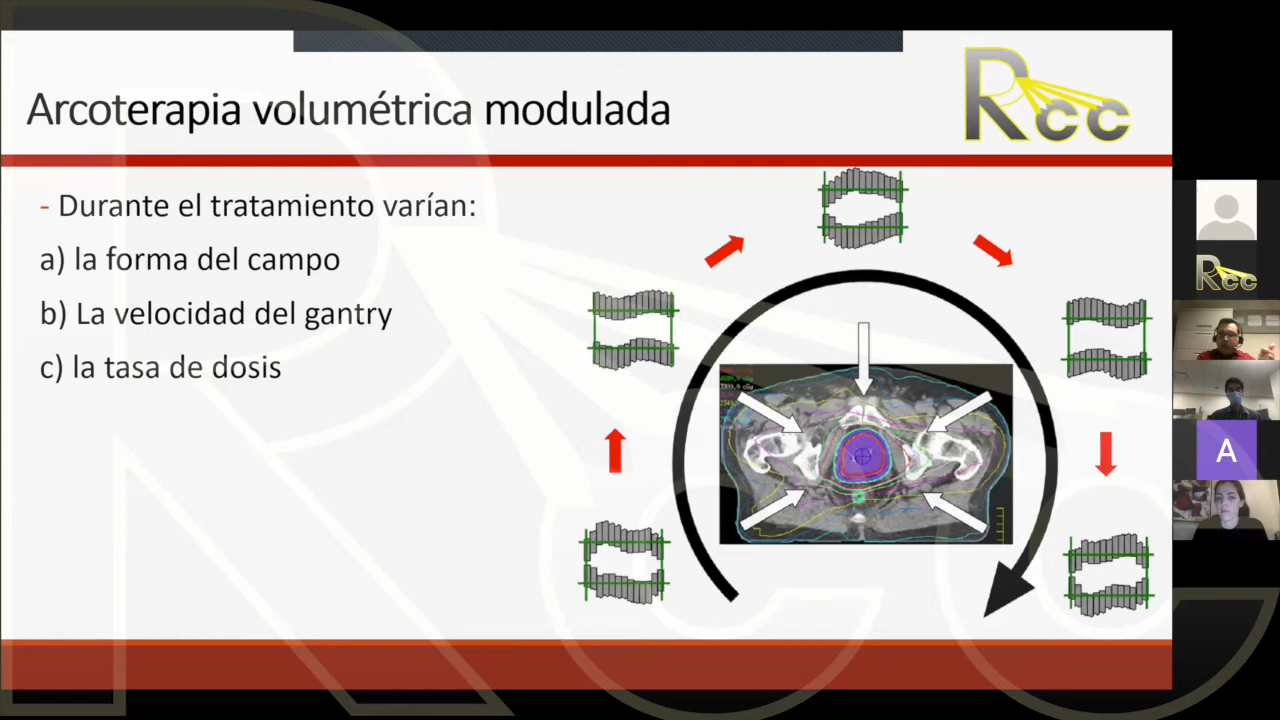 Arcoterapia volumétrica modulada
Rcc
- Durante el tratamiento varían:
a) la forma del campo
b) La velocidad del gantry
c) la tasa de dosis
Rcc
A